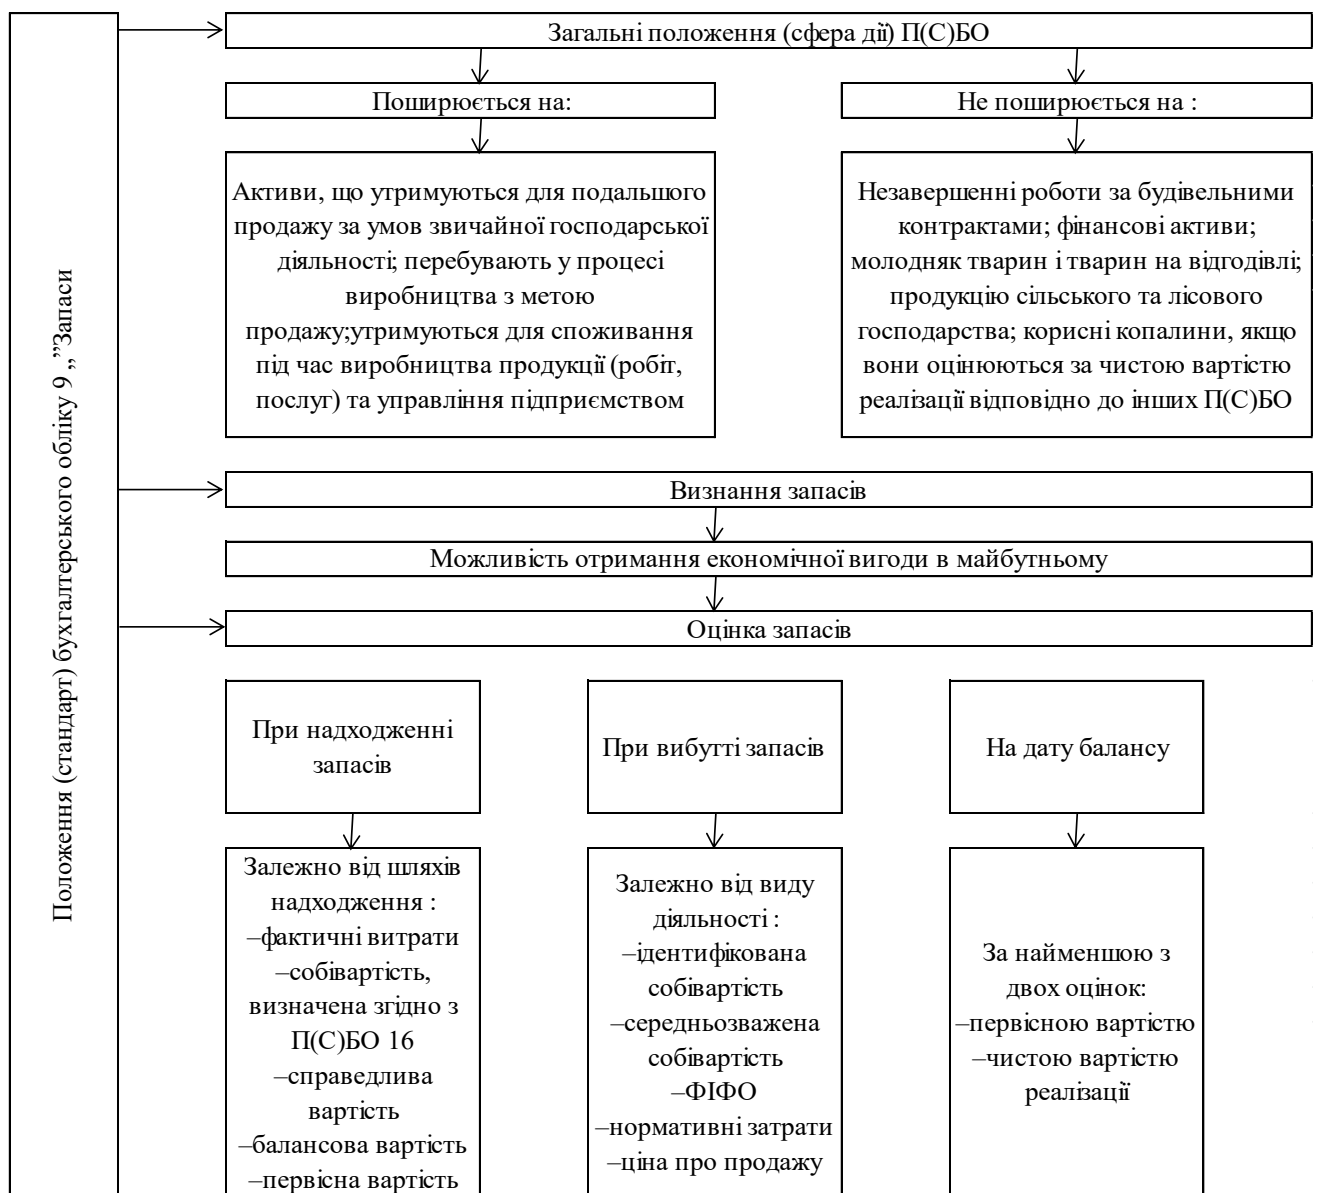 Положення (стандарт) бухгалтерського обліку 9 „”Запаси
Загальні положення (сфера дії) П(С)БО
Поширюється на:
Не поширюється на :
Активи, що утримуються для подальшого
продажу за умов звичайної господарської
діяльності; перебувають у процесі
виробництва з метою
продажу;утримуються для споживання
під час виробництва продукції (робіт,
послуг) та управління підприємством
Незавершенні роботи за будівельними
контрактами; фінансові активи;
молодняк тварин і тварин на відгодівлі;
продукцію сільського та лісового
господарства; корисні копалини, якщо
вони оцінюються за чистою вартістю
реалізації відповідно до інших П(С)БО
Визнання запасів
Можливість отримання економічної вигоди в майбутньому
Оцінка запасів
При надходженні
запасів
При вибутті запасів
На дату балансу
Залежно від шляхів
надходження :
–фактичні витрати
–собівартість,
визначена згідно з
П(С)БО 16
–справедлива
вартість
–балансова вартість
–первісна вартість
Залежно від виду
діяльності :
–ідентифікована
собівартість
–середньозважена
собівартість
–ФІФО
–нормативні затрати
–ціна про продажу
За найменшою з
двох оцінок:
–первісною вартістю
–чистою вартістю
реалізації